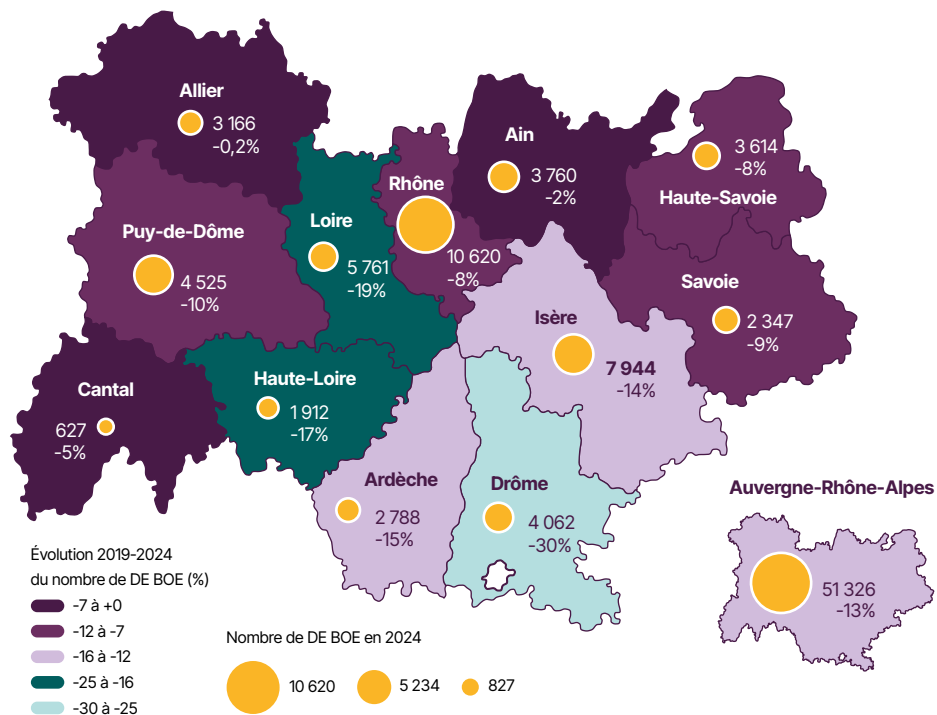 Allier
3 166
-0,2%
Ain
3 760
-2%
3 614
-8%
Haute-Savoie
Rhône
10 620
-8%
Loire
5 761
-19%
Puy-de-Dôme
4 525
-10%
Savoie
2 347
-9%
Isère
7 944
-14%
Cantal
627
-5%
Haute-Loire
1 912
-17%
Ardèche
2 788
-15%
Drôme
4 062
-30%
Auvergne-Rhône-Alpes
51 326
-13%
Évolution 2019-2024
du nombre de DE BOE (%)
-7 à +0
-12 à -7
-16 à -12
-25 à -16
-30 à -25
Nombre de DE BOE en 2024
10 620
5 234
827